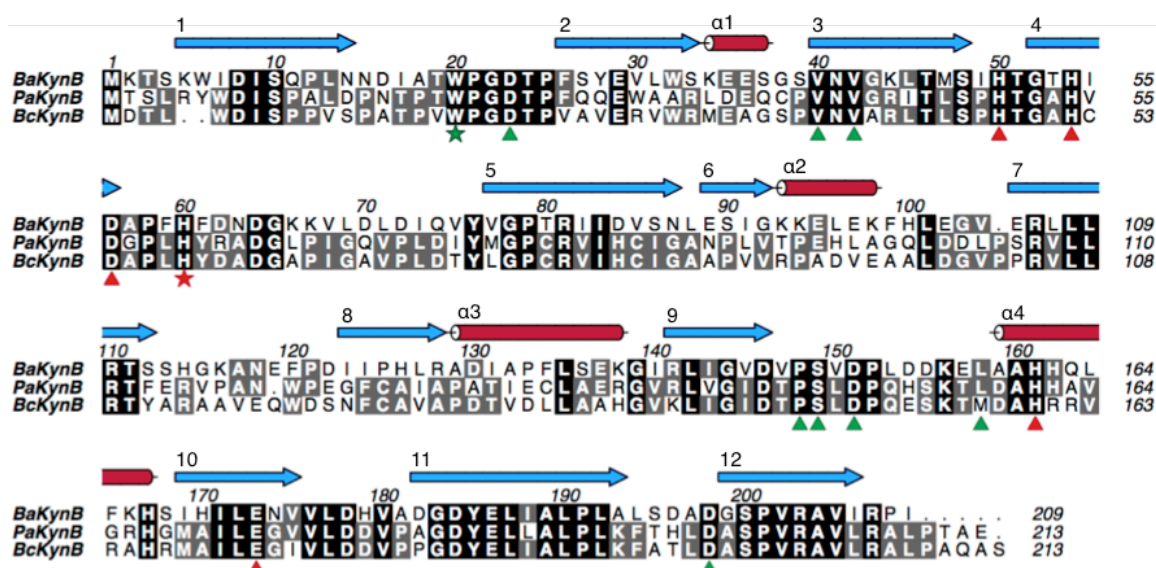 1 2 α1 3 4
1 10 20 30 40 50
BaKynB MKTSKWIDISQPLNNDIATWPGDTPFSYEVLWSKEESGSVNVGKLTMSIHTGTHI 55
PaKynB MTSLRYWDISPALDPNTPTWPGDTPFQQEWAARLDEQCPVNVGRITLSPHTGAHV 55
BcKynB MDTL..WDISPPVSPATPVWPGDTPVAVERVWRMEAGSPVNVARLTLSPHTGAHC 53
5 6 α2 7
60 70 80 90 100
BaKynB DAPFHFDNDGKKVLDLDIQVYVGPTRIIDVSNLESIGKKELEKFHLEGV.ERLLL 109
PaKynB DGPLHYRADGLPIGQVPLDIYMGPCRVIHCIGANPLVTPEHLAGQLDDLPSRVLL 110
BcKynB DAPLHYDADGAPIGAVPLDTYLGPCRVIHCIGAAPVVRPADVEAALDGVPPRVLL 108
8 α3 9 α4
110 120 130 140 150 160
BaKynB RTSSHGKANEFPDIIPHLRADIAPFLSEKGIRLIGVDVPSVDPLDDKELAAHHQL 164
PaKynB RTFERVPAN.WPEGFCAIAPATIECLAERGVRLVGIDTPSLDPQHSKTLDAHHAV 164
BcKynB RTYARAAVEQWDSNFCAVAPDTVDLLAAHGVKLIGIDTPSLDPQESKTMDAHRRV 163
10 11 12
170 180 190 200
BaKynB FKHSIHILENVVLDHVADGDYELIALPLALSDADGSPVRAVIRPI..... 209
PaKynB GRHGMAILEGVVLDDVPAGDYELLALPLKFTHLDASPVRAVLRALPTAE. 213
BcKynB RAHRMAILEGIVLDDVPPGDYELIALPLKFATLDASPVRAVLRALPAQAS 213